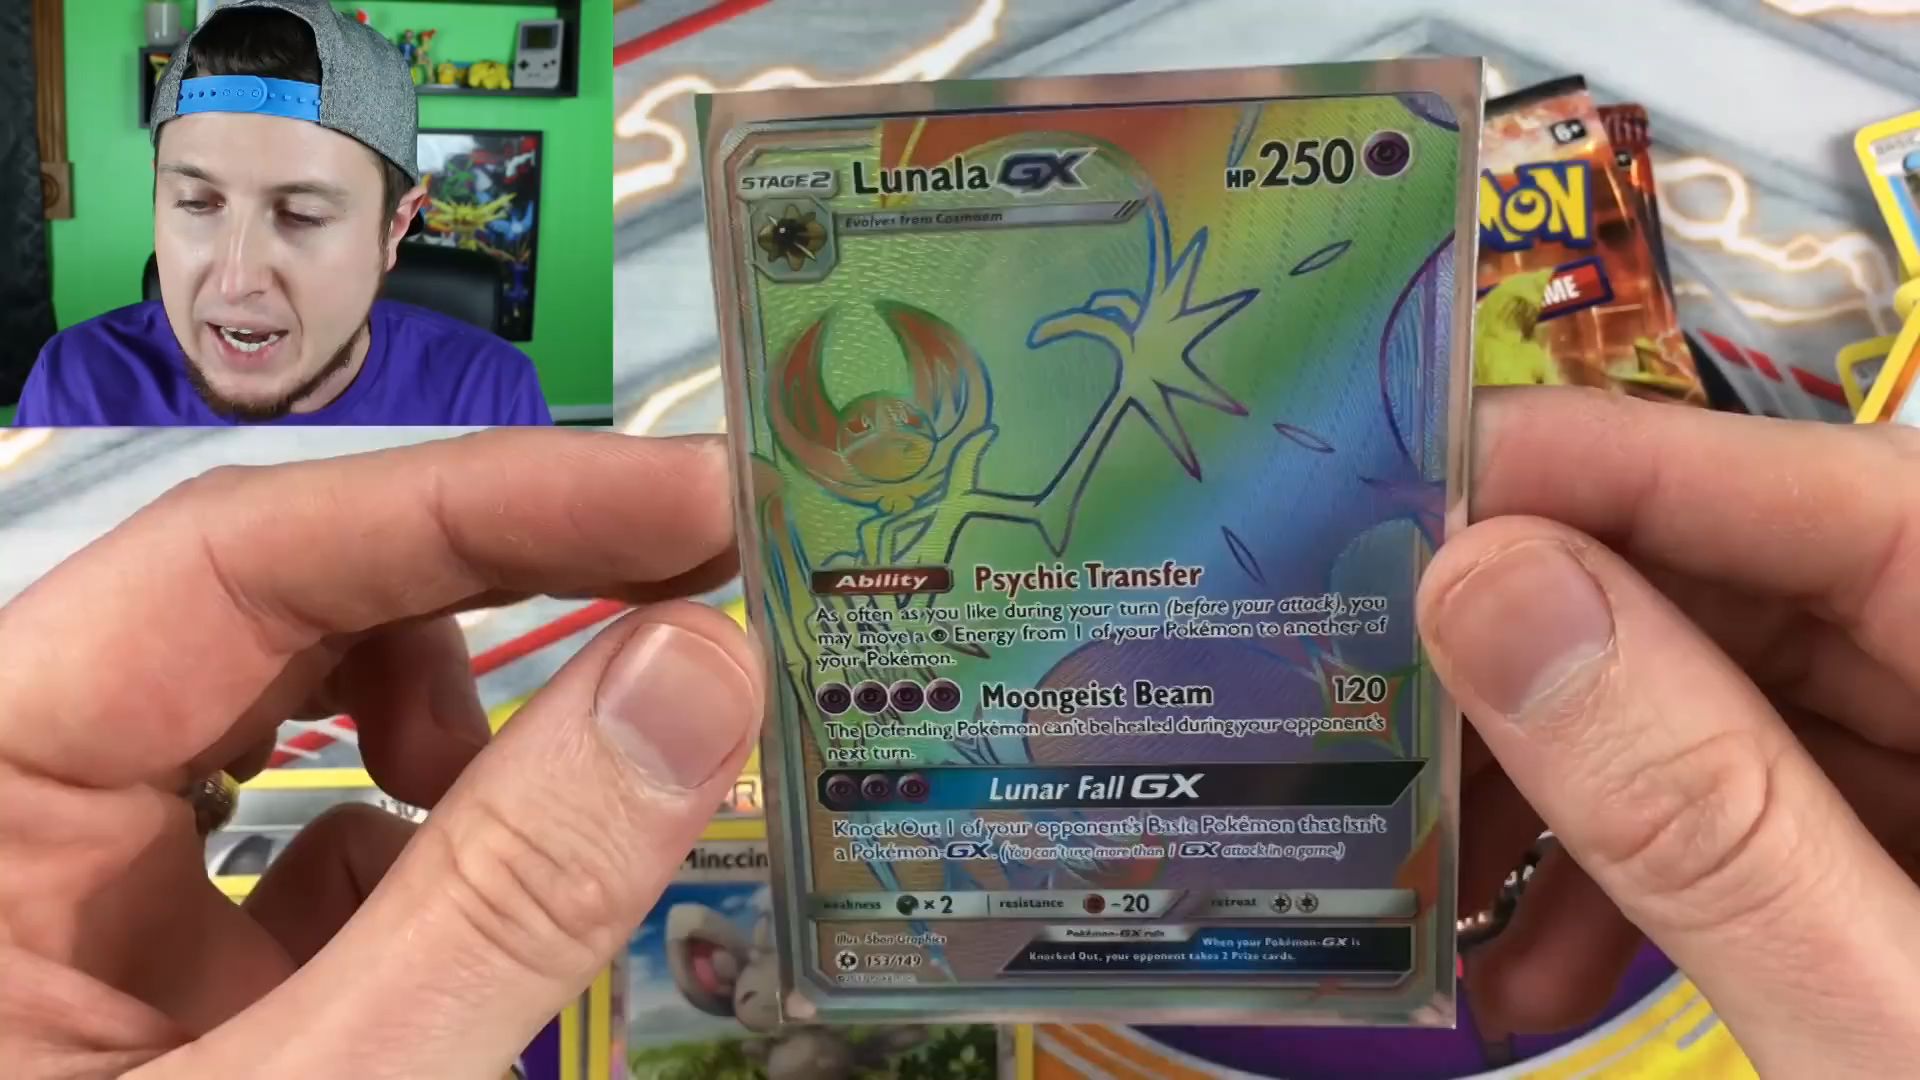 STAGE2 Lunala GX HP250
Evolves from Cosmoem
Ability Psychic Transfer
As often as you like during your turn (before your attack), you
may move a Energy from 1 of your Pokémon to another of
your Pokémon.
Moongeist Beam 120
The Defending Pokémon can't be healed during your opponent's
next turn.
Lunar Fall GX
Knock Out 1 of your opponent's Basic Pokémon that isn't
a Pokémon-GX. (You can't use more than 1 GX attack in a game.)
weakness ×2 resistance -20 retreat
Illus. 5ban Graphics
153/149
Pokémon-GX rule
When your Pokémon-GX is
Knocked Out, your opponent takes 2 Prize cards.
6+
MON
ME
BASIC
Minccin
130